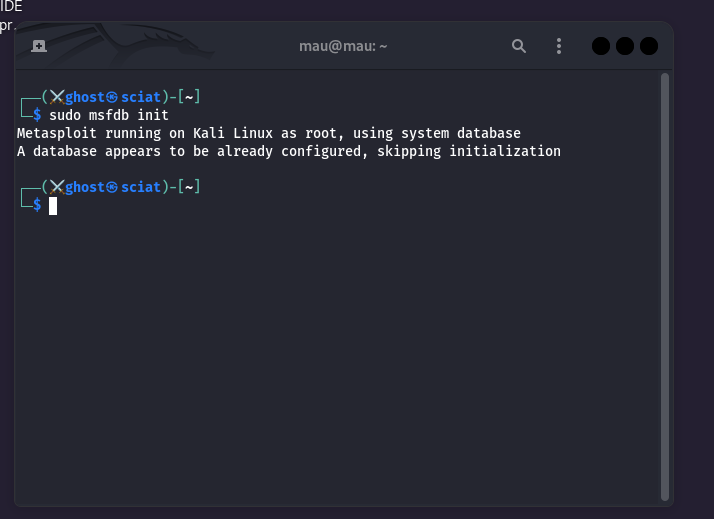 IDE
pr.
mau@mau: ~
┌──(⚔ghost㉿sciat)-[~]
└─$ sudo msfdb init
Metasploit running on Kali Linux as root, using system database
A database appears to be already configured, skipping initialization
┌──(⚔ghost㉿sciat)-[~]
└─$